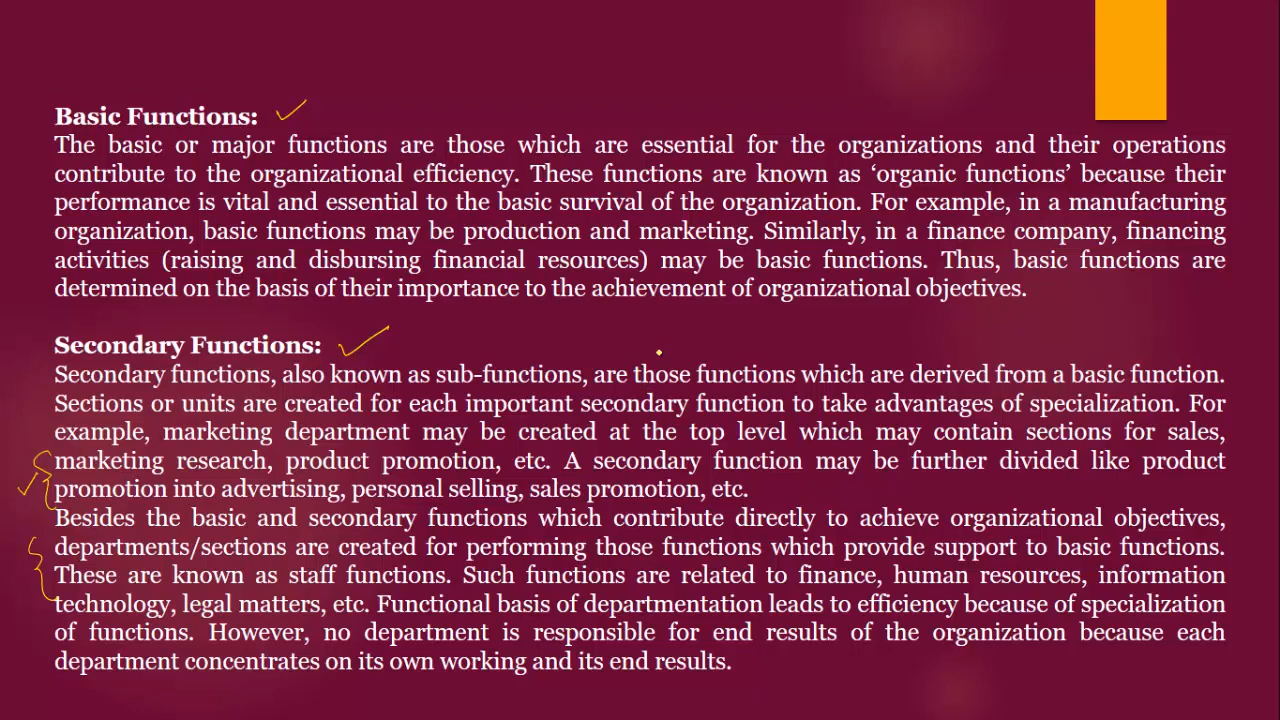 Basic Functions:
The basic or major functions are those which are essential for the organizations and their operations
contribute to the organizational efficiency. These functions are known as ‘organic functions’ because their
performance is vital and essential to the basic survival of the organization. For example, in a manufacturing
organization, basic functions may be production and marketing. Similarly, in a finance company, financing
activities (raising and disbursing financial resources) may be basic functions. Thus, basic functions are
determined on the basis of their importance to the achievement of organizational objectives.
Secondary Functions:
Secondary functions, also known as sub-functions, are those functions which are derived from a basic function.
Sections or units are created for each important secondary function to take advantages of specialization. For
example, marketing department may be created at the top level which may contain sections for sales,
marketing research, product promotion, etc. A secondary function may be further divided like product
promotion into advertising, personal selling, sales promotion, etc.
Besides the basic and secondary functions which contribute directly to achieve organizational objectives,
departments/sections are created for performing those functions which provide support to basic functions.
These are known as staff functions. Such functions are related to finance, human resources, information
technology, legal matters, etc. Functional basis of departmentation leads to efficiency because of specialization
of functions. However, no department is responsible for end results of the organization because each
department concentrates on its own working and its end results.